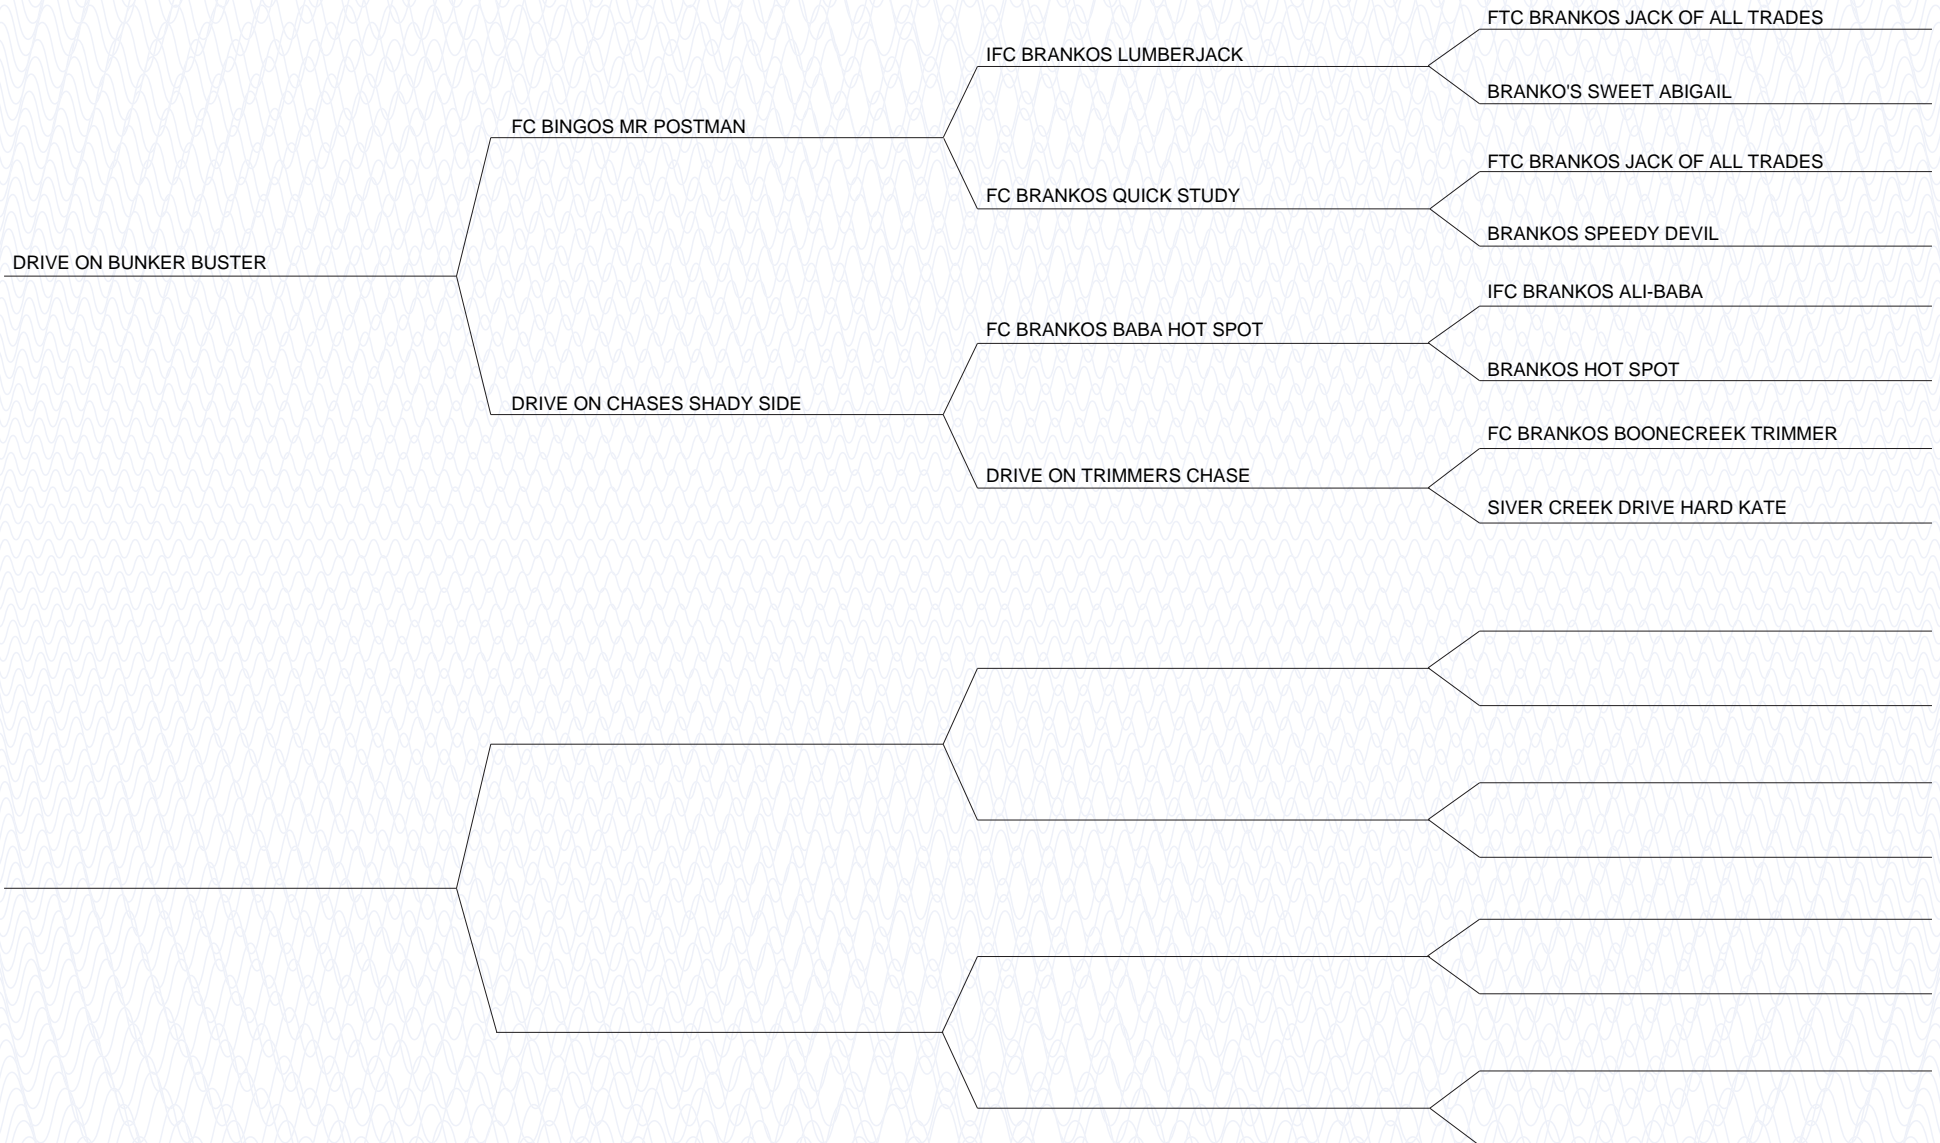 FTC BRANKOS JACK OF ALL TRADES
IFC BRANKOS LUMBERJACK
BRANKO'S SWEET ABIGAIL
FC BINGOS MR POSTMAN
FTC BRANKOS JACK OF ALL TRADES
FC BRANKOS QUICK STUDY
BRANKOS SPEEDY DEVIL
DRIVE ON BUNKER BUSTER
IFC BRANKOS ALI-BABA
FC BRANKOS BABA HOT SPOT
BRANKOS HOT SPOT
DRIVE ON CHASES SHADY SIDE
FC BRANKOS BOONECREEK TRIMMER
DRIVE ON TRIMMERS CHASE
SIVER CREEK DRIVE HARD KATE